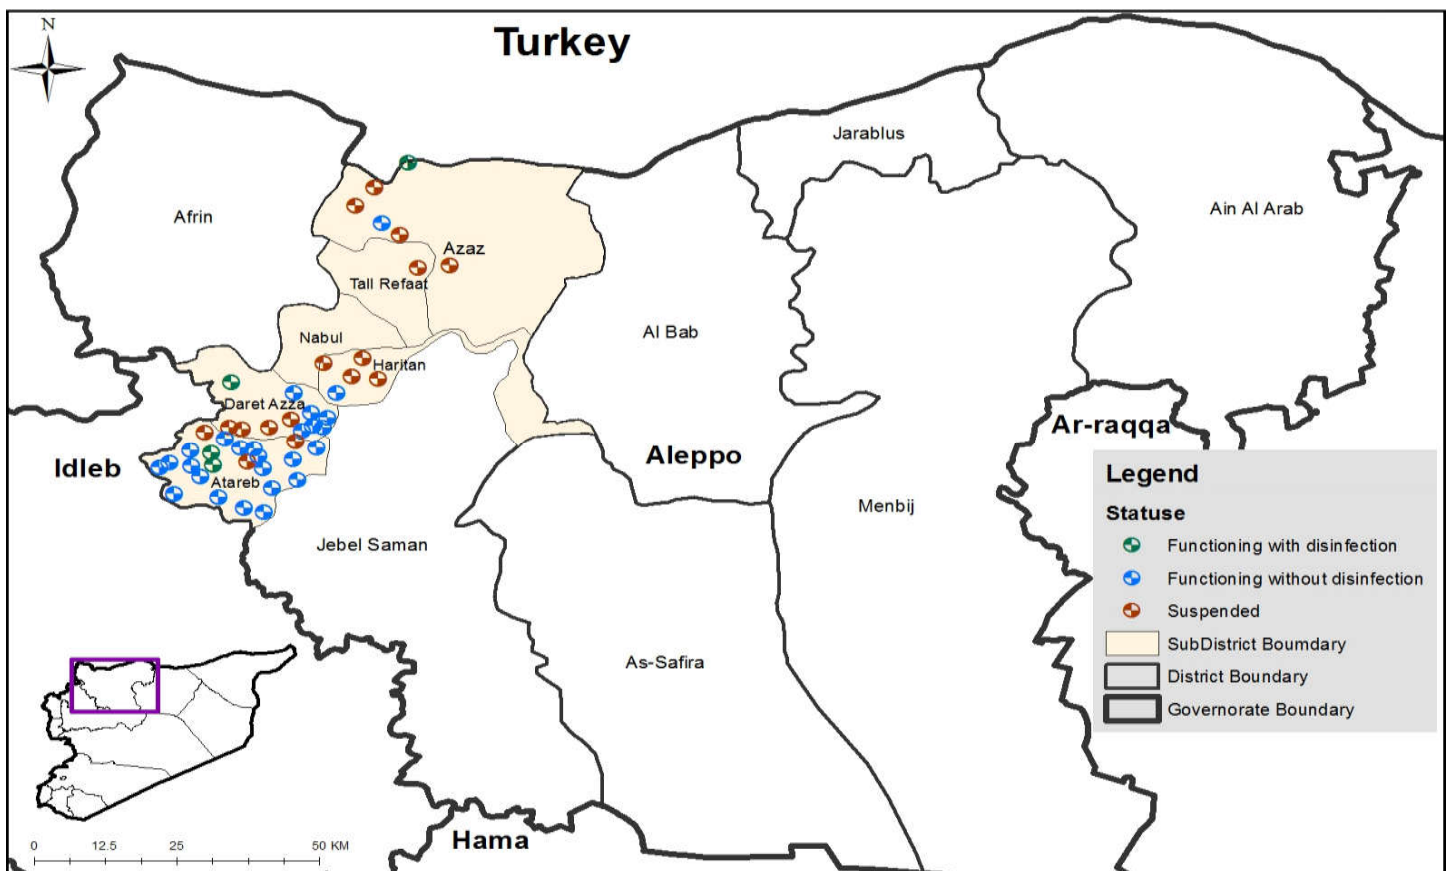 N
Turkey
Jarablus
Afrin
Ain Al Arab
Azaz
Tall Refaat
Nabul
Al Bab
Haritan
Daret Azza
Ar-raqqa
Aleppo
Idleb
Atareb
Menbij
Jebel Saman
As-Safira
Hama
Legend
Statuse
Functioning with disinfection
Functioning without disinfection
Suspended
SubDistrict Boumdary
District Boundary
Governorate Boundary
0 12.5 25 50 KM